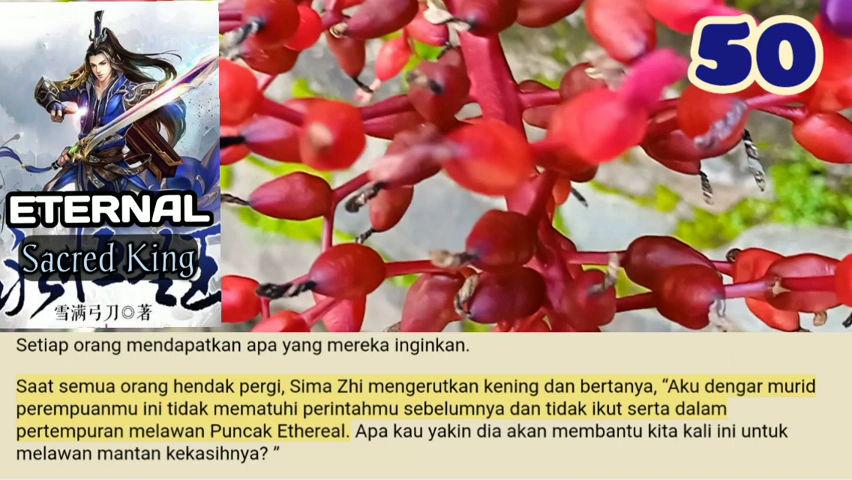 50
ETERNAL
Sacred King
雪满弓刀◎著
Setiap orang mendapatkan apa yang mereka inginkan.
Saat semua orang hendak pergi, Sima Zhi mengerutkan kening dan bertanya, “Aku dengar murid
perempuanmu ini tidak mematuhi perintahmu sebelumnya dan tidak ikut serta dalam
pertempuran melawan Puncak Ethereal. Apa kau yakin dia akan membantu kita kali ini untuk
melawan mantan kekasihnya? ”